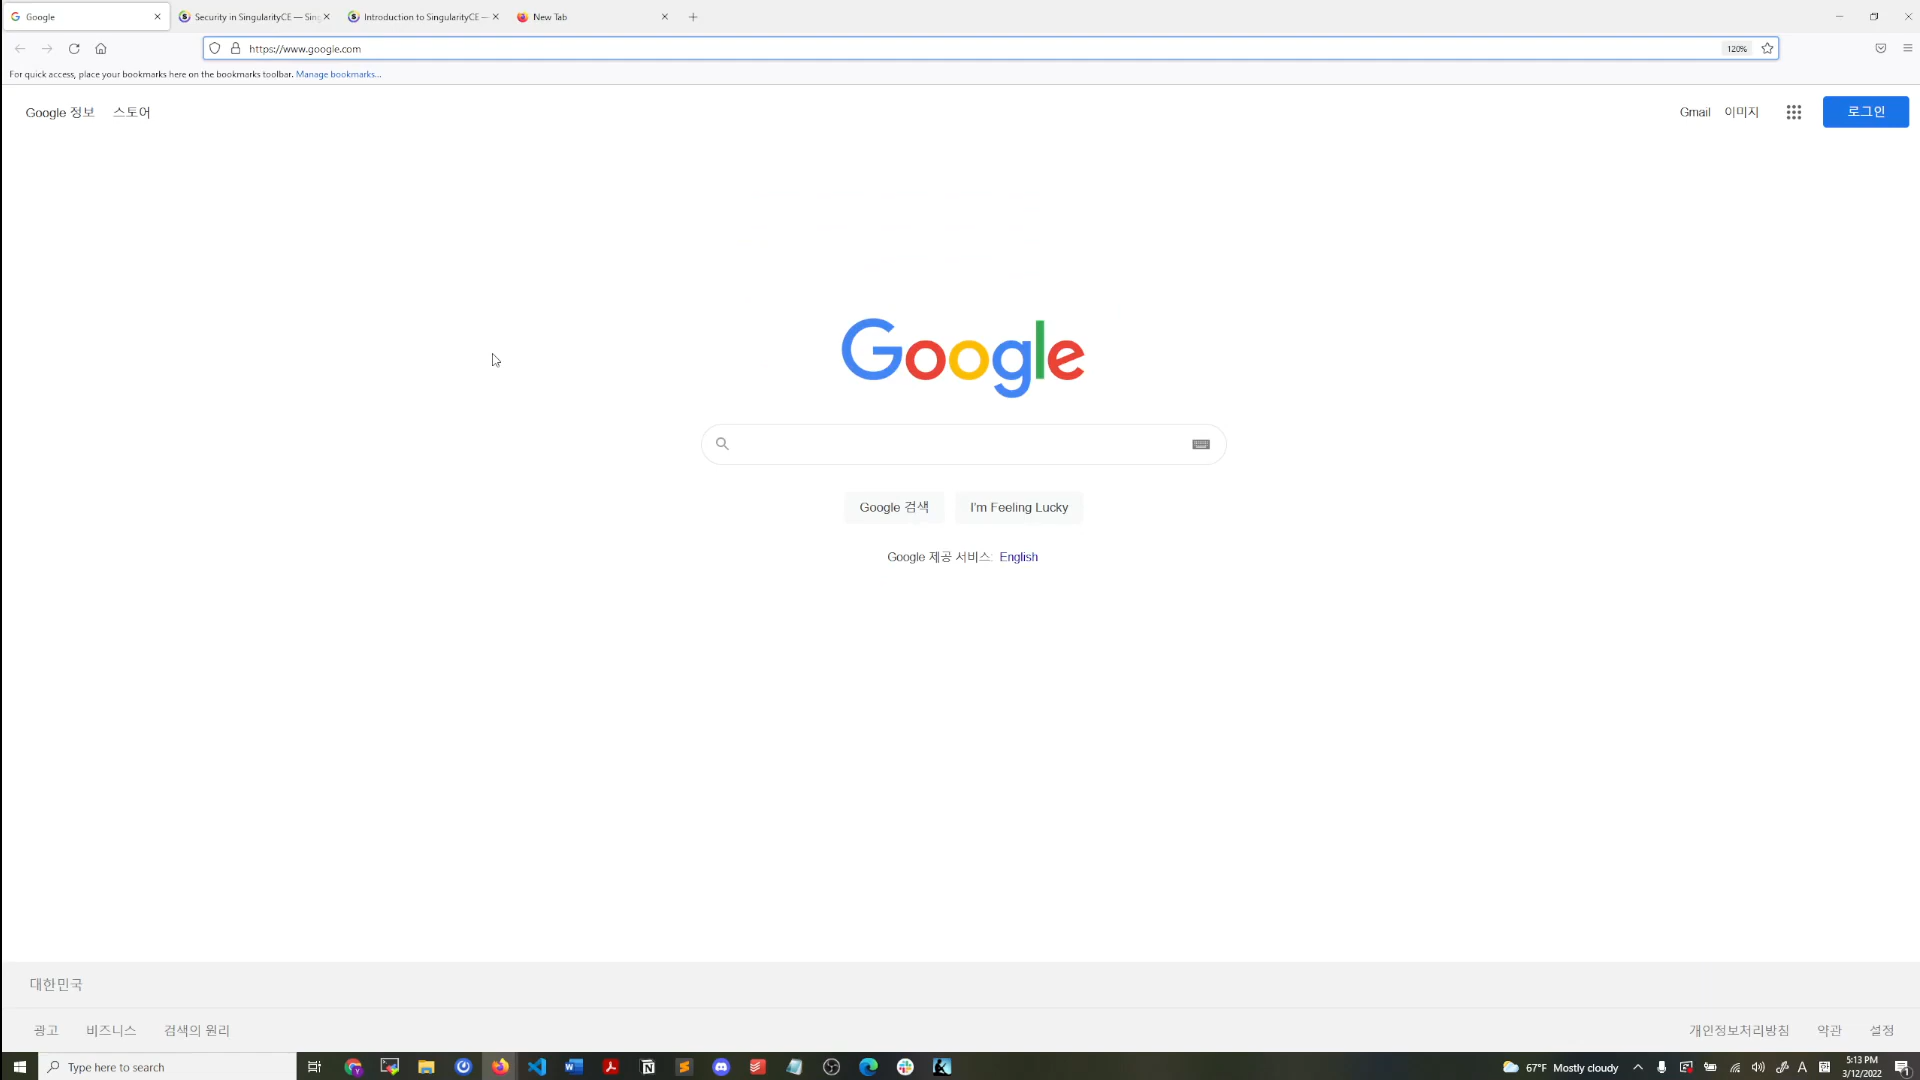 Google
Security in SingularityCE — Sing
Introduction to SingularityCE —
New Tab
https://www.google.com
120%
For quick access, place your bookmarks here on the bookmarks toolbar. Manage bookmarks...
Google 정보 스토어
Gmail 이미지
로그인
Google
Google 검색 I'm Feeling Lucky
Google 제공 서비스: English
대한민국
광고 비즈니스 검색의 원리
개인정보처리방침 약관 설정
Type here to search
67°F Mostly cloudy
A
5:13 PM
3/12/2022